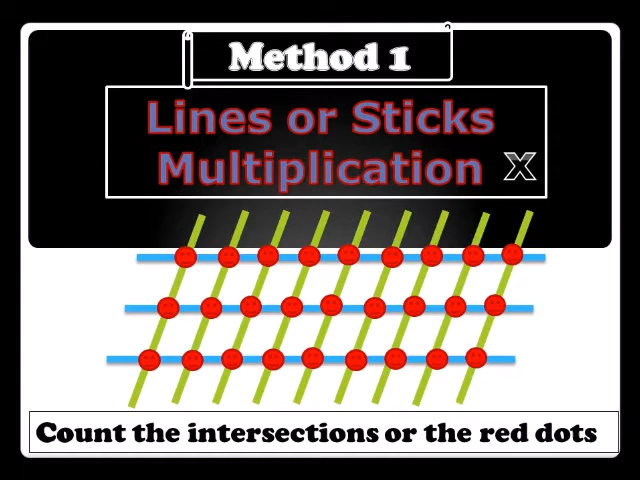 Method 1
Lines or Sticks
Multiplication X
Count the intersections or the red dots